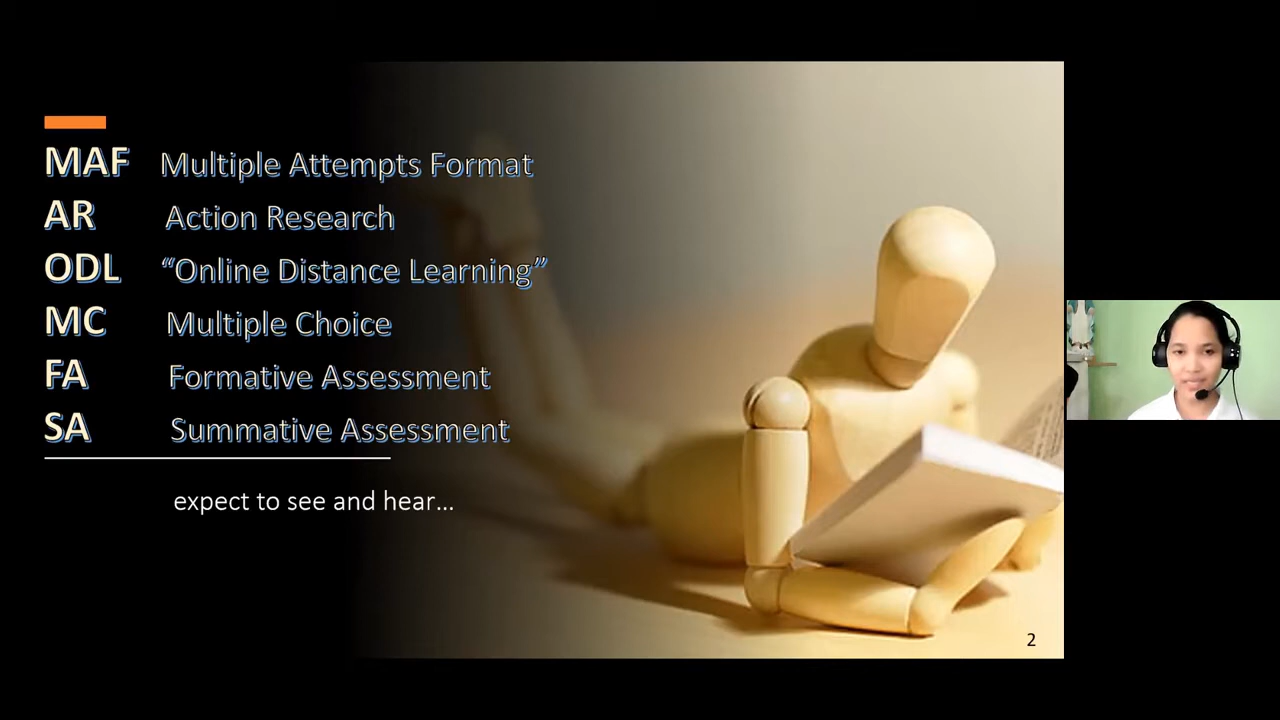 MAF Multiple Attempts Format
AR Action Research
ODL “Online Distance Learning”
MC Multiple Choice
FA Formative Assessment
SA Summative Assessment
expect to see and hear...
2